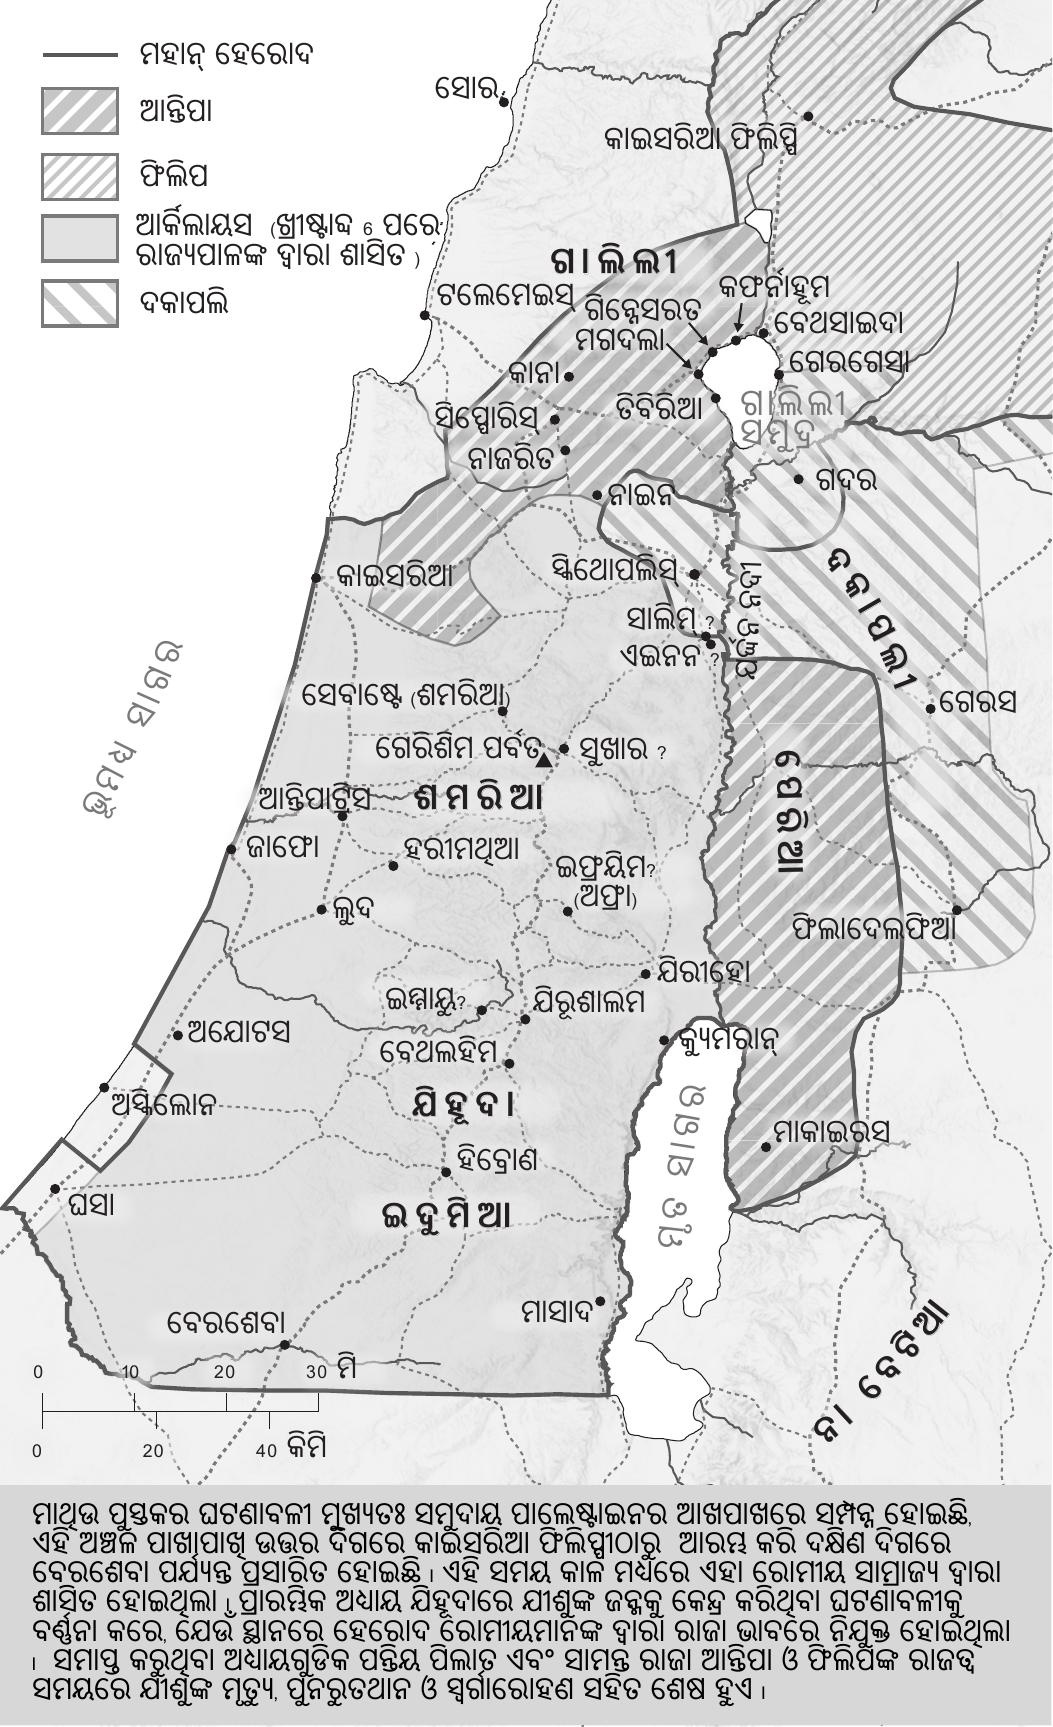 ମହାନ୍ ହେରୋଦ
ଆନ୍ତିପା
ଫିଲିପ
ଆର୍କିଲାୟସ (ଖ୍ରୀଷ୍ଟାବ୍ଦ 6 ପରେ
ରାଜ୍ୟପାଳଙ୍କ ଦ୍ୱାରା ଶାସିତ )
ଦକାପଲି
ସୋର
କାଇସରିଆ ଫିଲିପ୍ପି
ଗାଲିଲୀ
ଟଲେମେଇସ୍
ଗିନ୍ନେସରତ
କଫର୍ନାହୂମ
ମଗଦଲା
ବେଥସାଇଦା
କାନା
ଗେରଗେସା
ତିବିରିଆ
ଗାଲିଲୀ
ସମୁଦ୍ର
ସିପ୍ପୋରିସ୍
ନାଜରିତ
ଗଦର
ନାଇନ
କାଇସରିଆ
ସ୍କିଥୋପଲିସ୍
ଦକାପଲୀ
ଯର୍ଦ୍ଦନ ନଦୀ
ସାଲିମ୍ ?
ଏଇନନ ?
ଭୂମଧ୍ୟ ସାଗର
ସେବାଷ୍ଟେ (ଶମରିଆ)
ଗେରସ
ଗେରିଶିମ ପର୍ବତ
ସୁଖାର ?
ଆନ୍ତିପାଟ୍ରିସ
ଶମରିଆ
ପେରିଆ
ଜାଫୋ
ହରୀମଥିଆ
ଇଫ୍ରୟିମ?
(ଅଫ୍ରା)
ଲୁଦ
ଫିଲାଦେଲଫିଆ
ଯିରୀହୋ
ଇମ୍ମାୟୁ?
ଯିରୂଶାଲମ
ଅଯୋଟସ
ବେଥଲହିମ
କ୍ୟୁମରାନ୍
ଅସ୍କିଲୋନ
ଯିହୂଦା
ମାକାଇରସ
ମୃତ ସାଗର
ହିବ୍ରୋଣ
ଘସା
ଇଦୁମିଆ
ମାସାଦ
ବେରଶେବା
ନାବେଟିଆ
0 10 20 30 ମି
0 20 40 କିମି
ମାଥିଉ ପୁସ୍ତକର ଘଟଣାବଳୀ ମୁଖ୍ୟତଃ ସମୁଦାୟ ପାଲେଷ୍ଟାଇନର ଆଖପାଖରେ ସମ୍ପନ୍ନ ହୋଇଛି,
ଏହି ଅଞ୍ଚଳ ପାଖାପାଖି ଉତ୍ତର ଦିଗରେ କାଇସରିଆ ଫିଲିପ୍ପୀଠାରୁ ଆରମ୍ଭ କରି ଦକ୍ଷିଣ ଦିଗରେ
ବେରଶେବା ପର୍ଯ୍ୟନ୍ତ ପ୍ରସାରିତ ହୋଇଛି । ଏହି ସମୟ କାଳ ମଧ୍ୟରେ ଏହା ରୋମୀୟ ସାମ୍ରାଜ୍ୟ ଦ୍ୱାରା
ଶାସିତ ହୋଇଥିଲା । ପ୍ରାରମ୍ଭିକ ଅଧ୍ୟାୟ ଯିହୂଦାରେ ଯୀଶୁଙ୍କ ଜନ୍ମକୁ କେନ୍ଦ୍ର କରିଥିବା ଘଟଣାବଳୀକୁ
ବର୍ଣ୍ଣନା କରେ, ଯେଉଁ ସ୍ଥାନରେ ହେରୋଦ ରୋମୀୟମାନଙ୍କ ଦ୍ୱାରା ରାଜା ଭାବରେ ନିଯୁକ୍ତ ହୋଇଥିଲା
। ସମାପ୍ତ କରୁଥିବା ଅଧ୍ୟାୟଗୁଡିକ ପନ୍ତିୟ ପିଲାତ ଏବଂ ସାମନ୍ତ ରାଜା ଆନ୍ତିପା ଓ ଫିଲିପଙ୍କ ରାଜତ୍ୱ
ସମୟରେ ଯୀଶୁଙ୍କ ମୃତ୍ୟୁ, ପୁନରୁତଥାନ ଓ ସ୍ୱର୍ଗାରୋହଣ ସହିତ ଶେଷ ହୁଏ ।